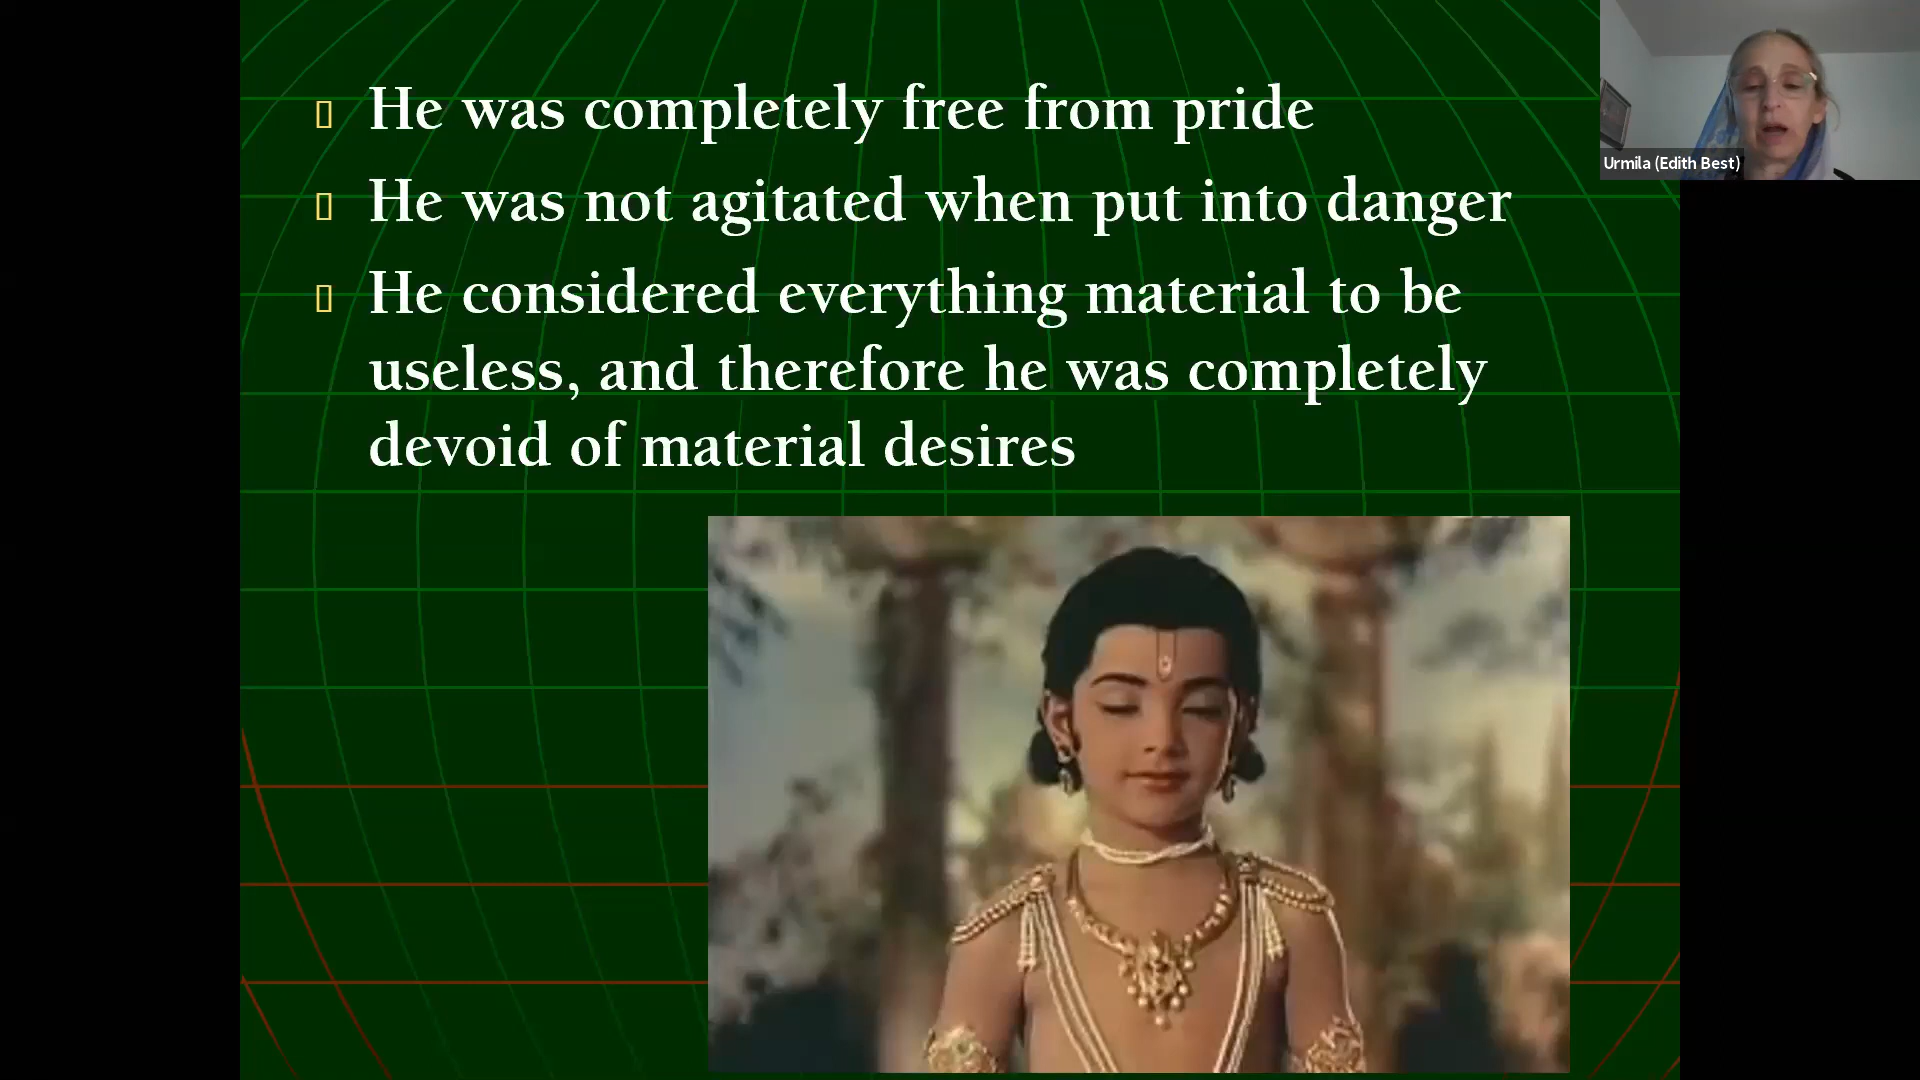 He was completely free from pride
He was not agitated when put into danger
He considered everything material to be
useless, and therefore he was completely
devoid of material desires
Urmila (Edith Best)